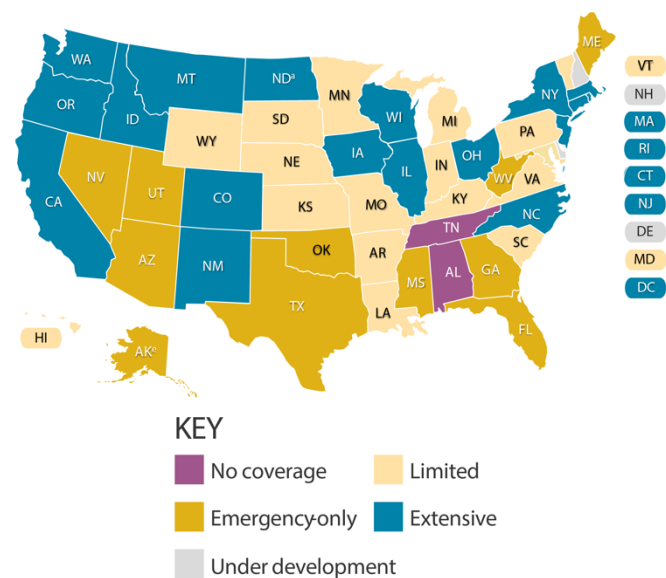 ME
WA
VT
MT
NDᵃ
NH
MN
OR
NY
MA
ID
WI
SD
MI
RI
WY
PA
CT
IA
NE
OH
NJ
IL
IN
NV
WV
DE
UT
VA
CO
MD
KS
MO
KY
CA
NC
DC
TN
OK
AZ
NM
AR
SC
MS
AL
GA
TX
LA
FL
HI
AKᵉ
KEY
No coverage
Limited
Emergency-only
Extensive
Under development